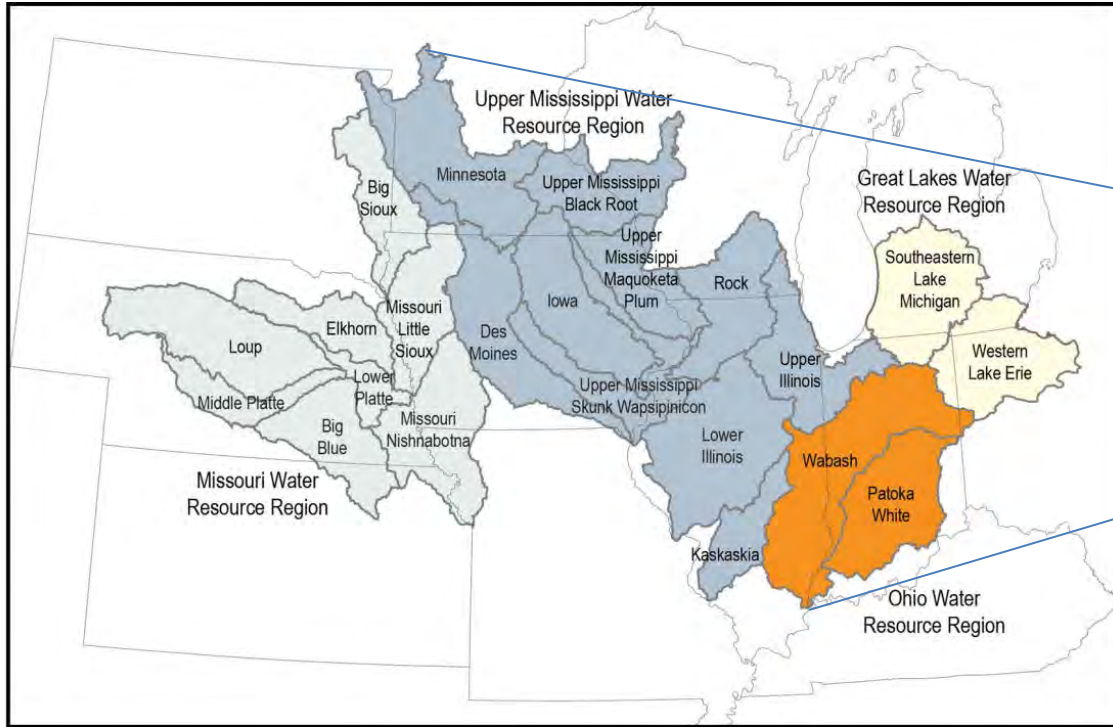 Upper Mississippi Water
Resource Region
Minnesota
Upper Mississippi
Black Root
Great Lakes Water
Resource Region
Big
Sioux
Upper
Mississippi
Maquoketa
Plum
Southeastern
Lake
Michigan
Rock
Iowa
Missouri
Little
Sioux
Elkhorn
Des
Moines
Loup
Upper
Illinois
Western
Lake Erie
Lower
Platte
Middle Platte
Upper Mississippi
Skunk Wapsipinicon
Big
Blue
Missouri
Nishnabotna
Lower
Illinois
Wabash
Missouri Water
Resource Region
Patoka
White
Kaskaskia
Ohio Water
Resource Region